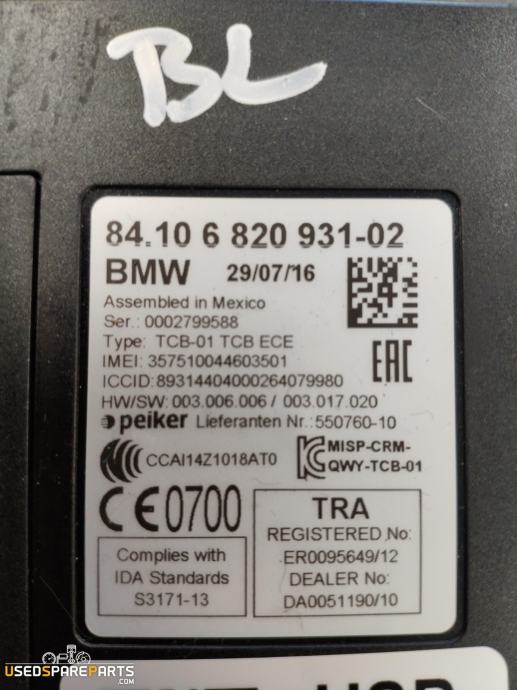 BL
84.10 6 820 931-02
BMW 29/07/16
Assembled in Mexico
Ser.: 0002799588
Type: TCB-01 TCB ECE
IMEI: 357510044603501
ICCID:89314404000264079980
HW/SW: 003.006.006 / 003.017.020
peiker Lieferanten Nr.:550760-10
EAC
CCAI14Z1018AT0
MISP-CRM-
QWY-TCB-01
CE0700
Complies with
IDA Standards
S3171-13
TRA
REGISTERED No:
ER0095649/12
DEALER No:
DA0051190/10
USEDSPAREPARTS
.COM